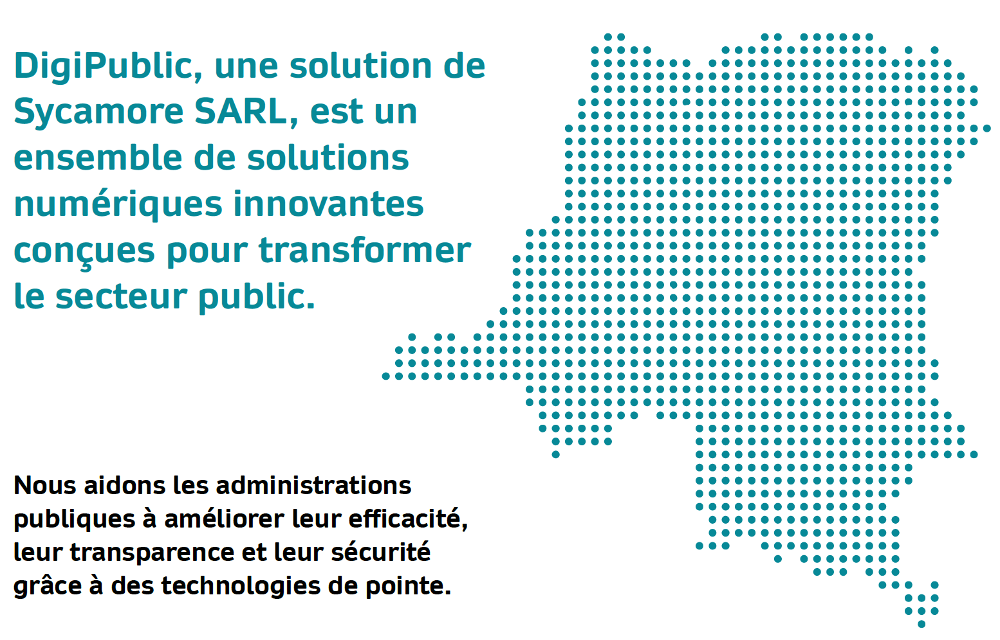 DigiPublic, une solution de
Sycamore SARL, est un
ensemble de solutions
numériques innovantes
conçues pour transformer
le secteur public.
Nous aidons les administrations
publiques à améliorer leur efficacité,
leur transparence et leur sécurité
grâce à des technologies de pointe.